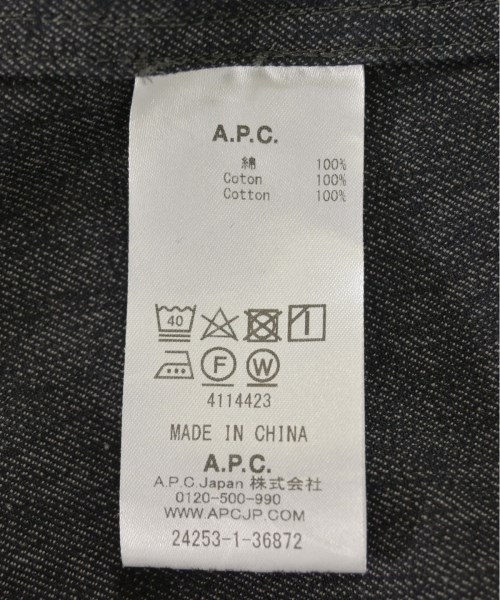 A.P.C.
綿 100%
Coton 100%
Cotton 100%
40
F W
4114423
MADE IN CHINA
A.P.C.
A.P.C.Japan 株式会社
0120-500-990
WWW.APCJP.COM
24253-1-36872